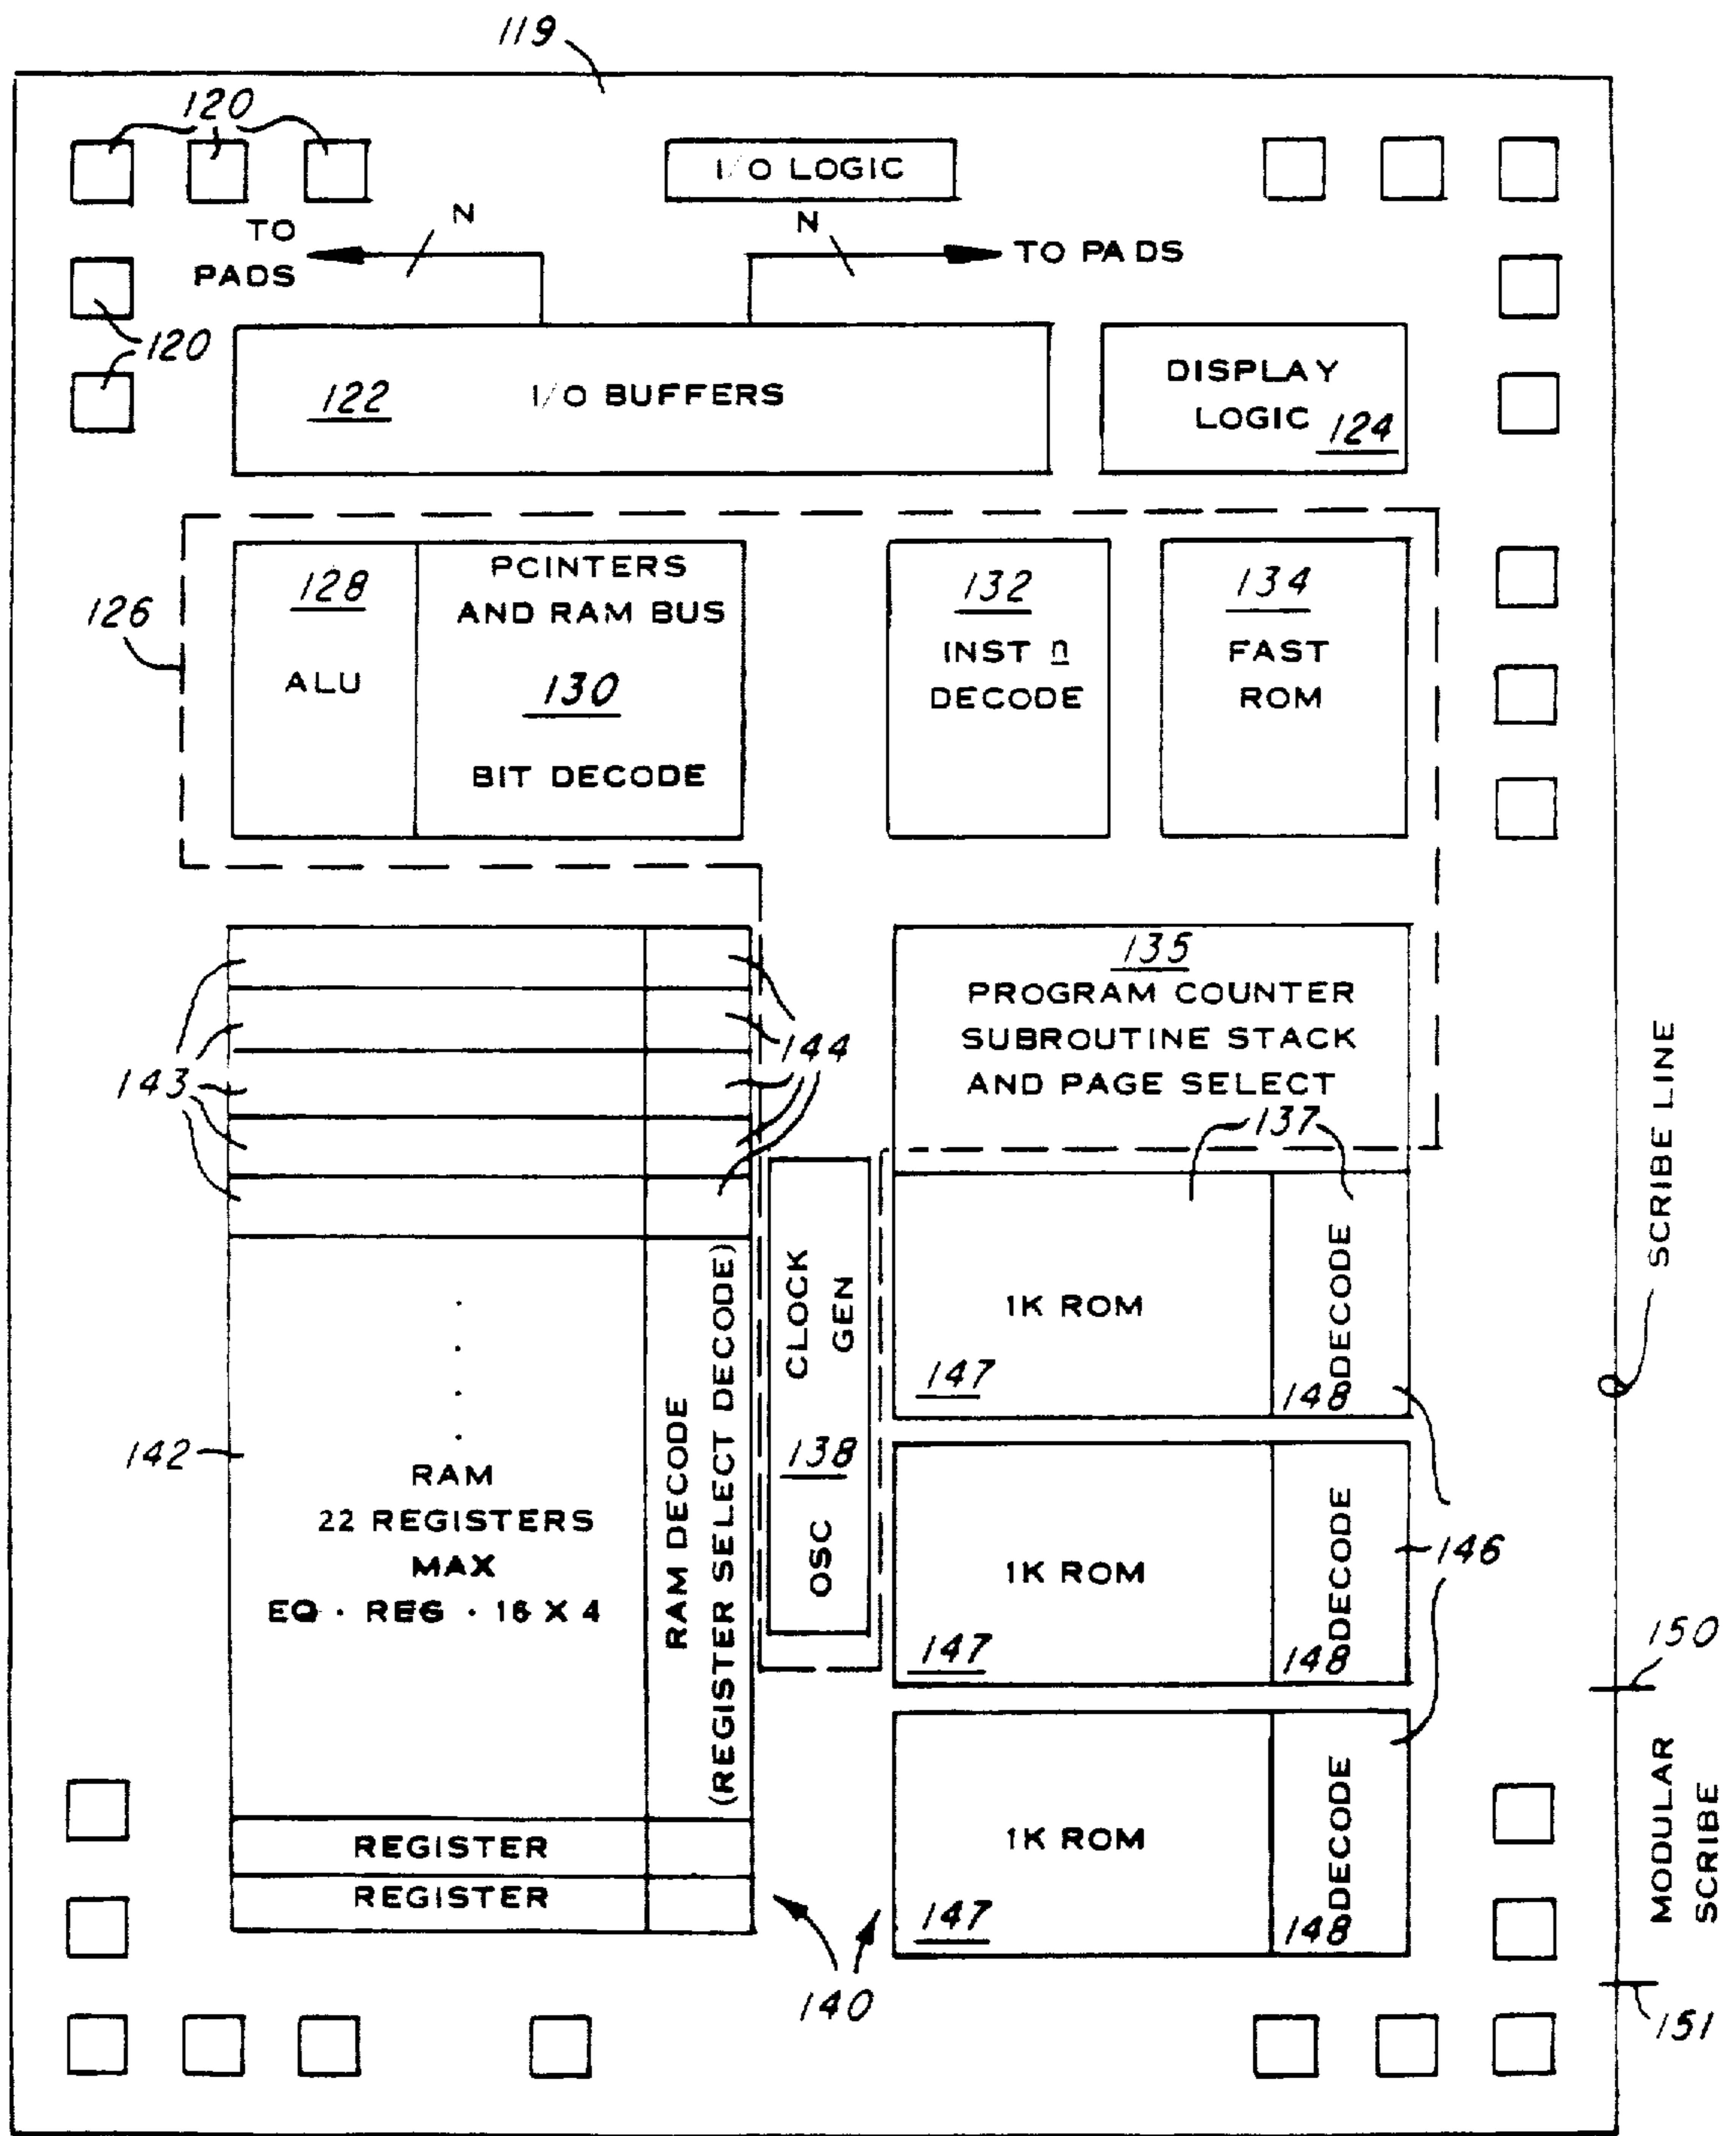 119
120
I/O LOGIC
TO
PADS
N
N
TO PADS
120
122
I/O BUFFERS
DISPLAY
LOGIC
124
126
128
ALU
PCINTERS
AND RAM BUS
130
BIT DECODE
132
INST n
DECODE
134
FAST
ROM
143
144
135
PROGRAM COUNTER
SUBROUTINE STACK
AND PAGE SELECT
137
SCRIBE LINE
142
RAM
22 REGISTERS
MAX
EQ · REG · 16 X 4
RAM DECODE
(REGISTER SELECT DECODE)
CLOCK
GEN
138
OSC
1K ROM
147
DECODE
148
1K ROM
147
DECODE
148
146
1K ROM
147
DECODE
148
150
MODULAR
SCRIBE
151
REGISTER
REGISTER
140